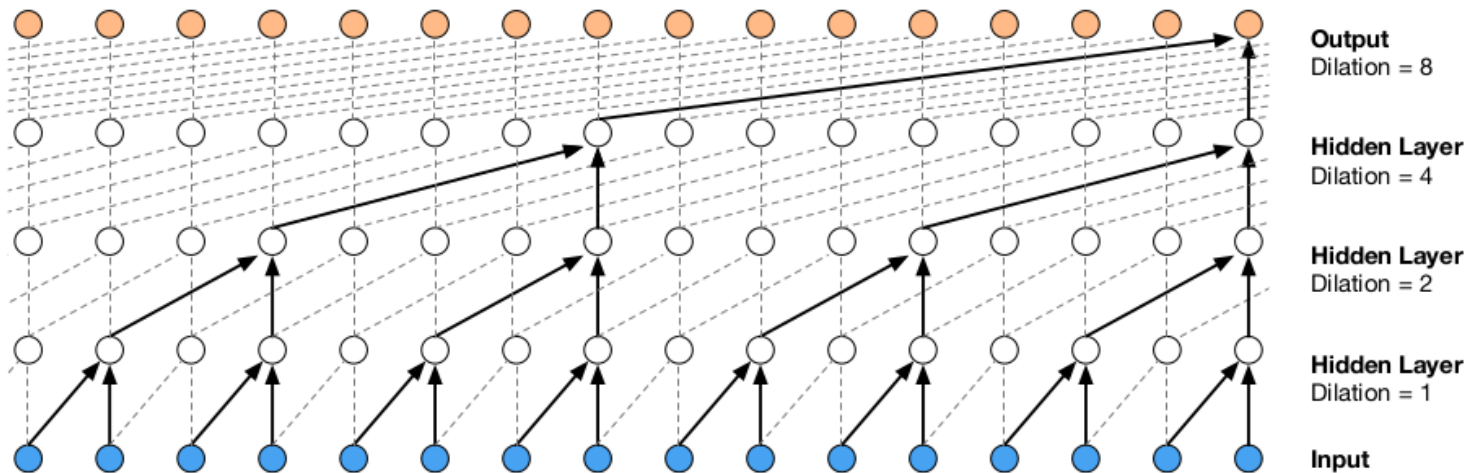 Output
Dilation = 8
Hidden Layer
Dilation = 4
Hidden Layer
Dilation = 2
Hidden Layer
Dilation = 1
Input